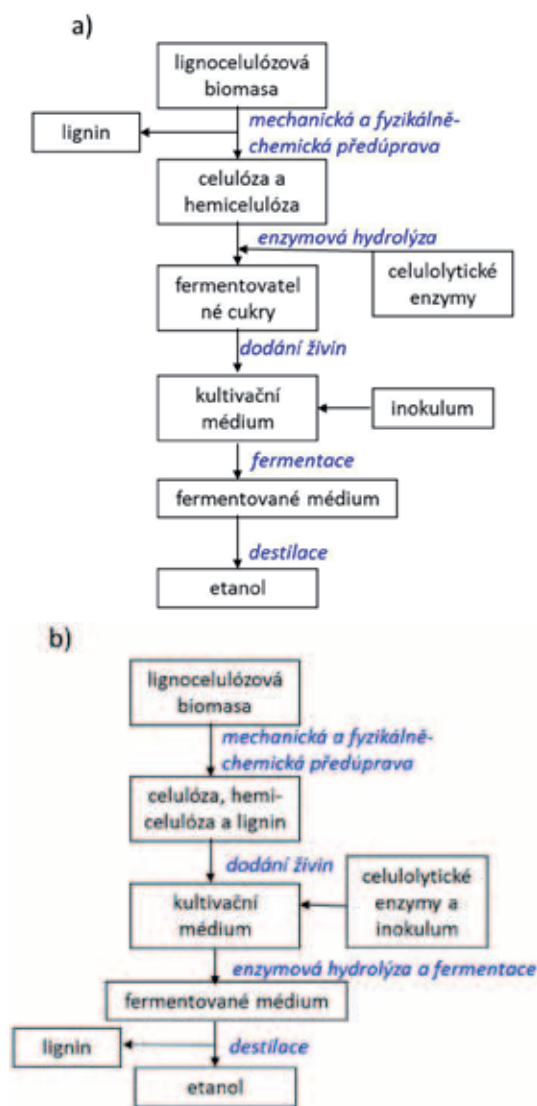 a)
lignocelulózová
biomasa
mechanická a fyzikálně-
chemická předúprava
lignin
celulóza a
hemicelulóza
enzymová hydrolýza
celulolytické
enzymy
fermentovatel
né cukry
dodání živin
kultivační
médium
inokulum
fermentace
fermentované médium
destilace
etanol
b)
lignocelulózová
biomasa
mechanická a fyzikálně-
chemická předúprava
celulóza, hemi-
celulóza a lignin
dodání živin
celulolytické
enzymy a
inokulum
kultivační
médium
enzymová hydrolýza a fermentace
fermentované médium
lignin
destilace
etanol